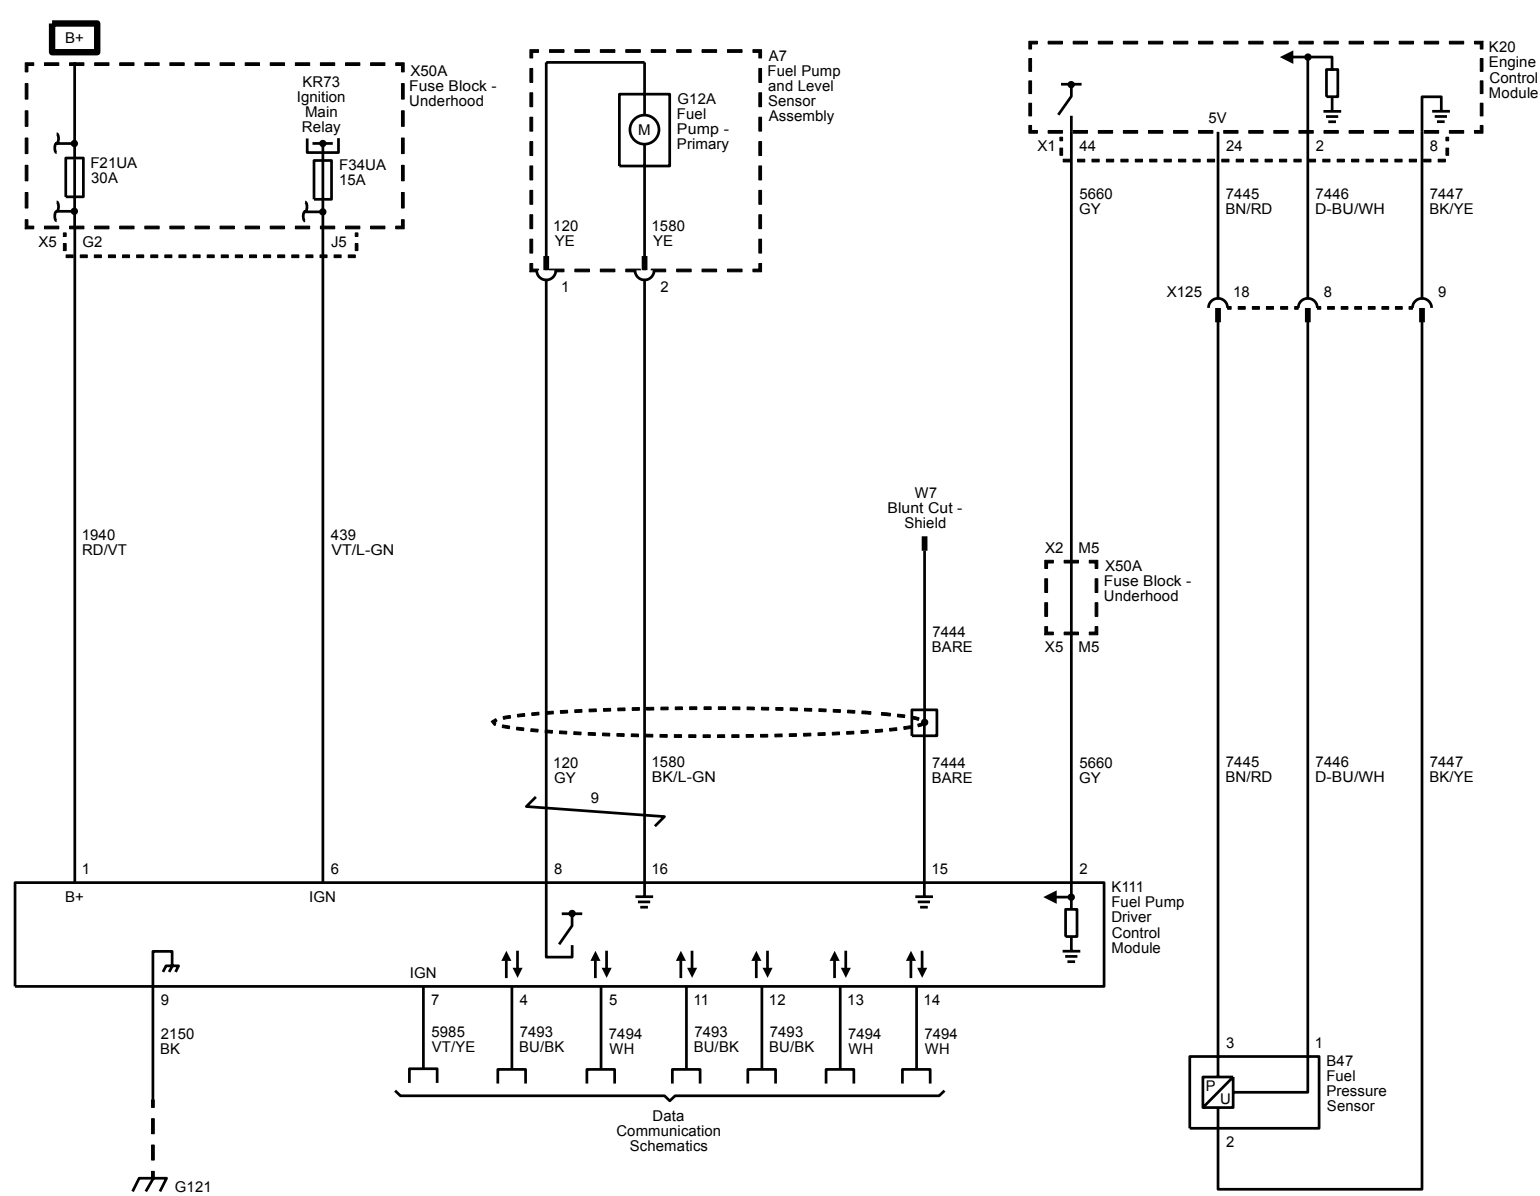 B+
X50A
Fuse Block -
Underhood
KR73
Ignition
Main
Relay
F21UA
30A
F34UA
15A
X5
G2
J5
A7
Fuel Pump
and Level
Sensor
Assembly
G12A
Fuel
Pump -
Primary
M
120
YE
1580
YE
1
2
K20
Engine
Control
Module
5V
X1
44
24
2
8
5660
GY
7445
BN/RD
7446
D-BU/WH
7447
BK/YE
X125
18
8
9
1940
RD/VT
439
VT/L-GN
W7
Blunt Cut -
Shield
X2
M5
X50A
Fuse Block -
Underhood
X5
M5
7444
BARE
120
GY
1580
BK/L-GN
7444
BARE
5660
GY
7445
BN/RD
7446
D-BU/WH
7447
BK/YE
9
1
6
8
16
15
2
B+
IGN
K111
Fuel Pump
Driver
Control
Module
IGN
9
7
4
5
11
12
13
14
2150
BK
5985
VT/YE
7493
BU/BK
7494
WH
7493
BU/BK
7493
BU/BK
7494
WH
7494
WH
Data
Communication
Schematics
G121
3
1
B47
Fuel
Pressure
Sensor
P
U
2